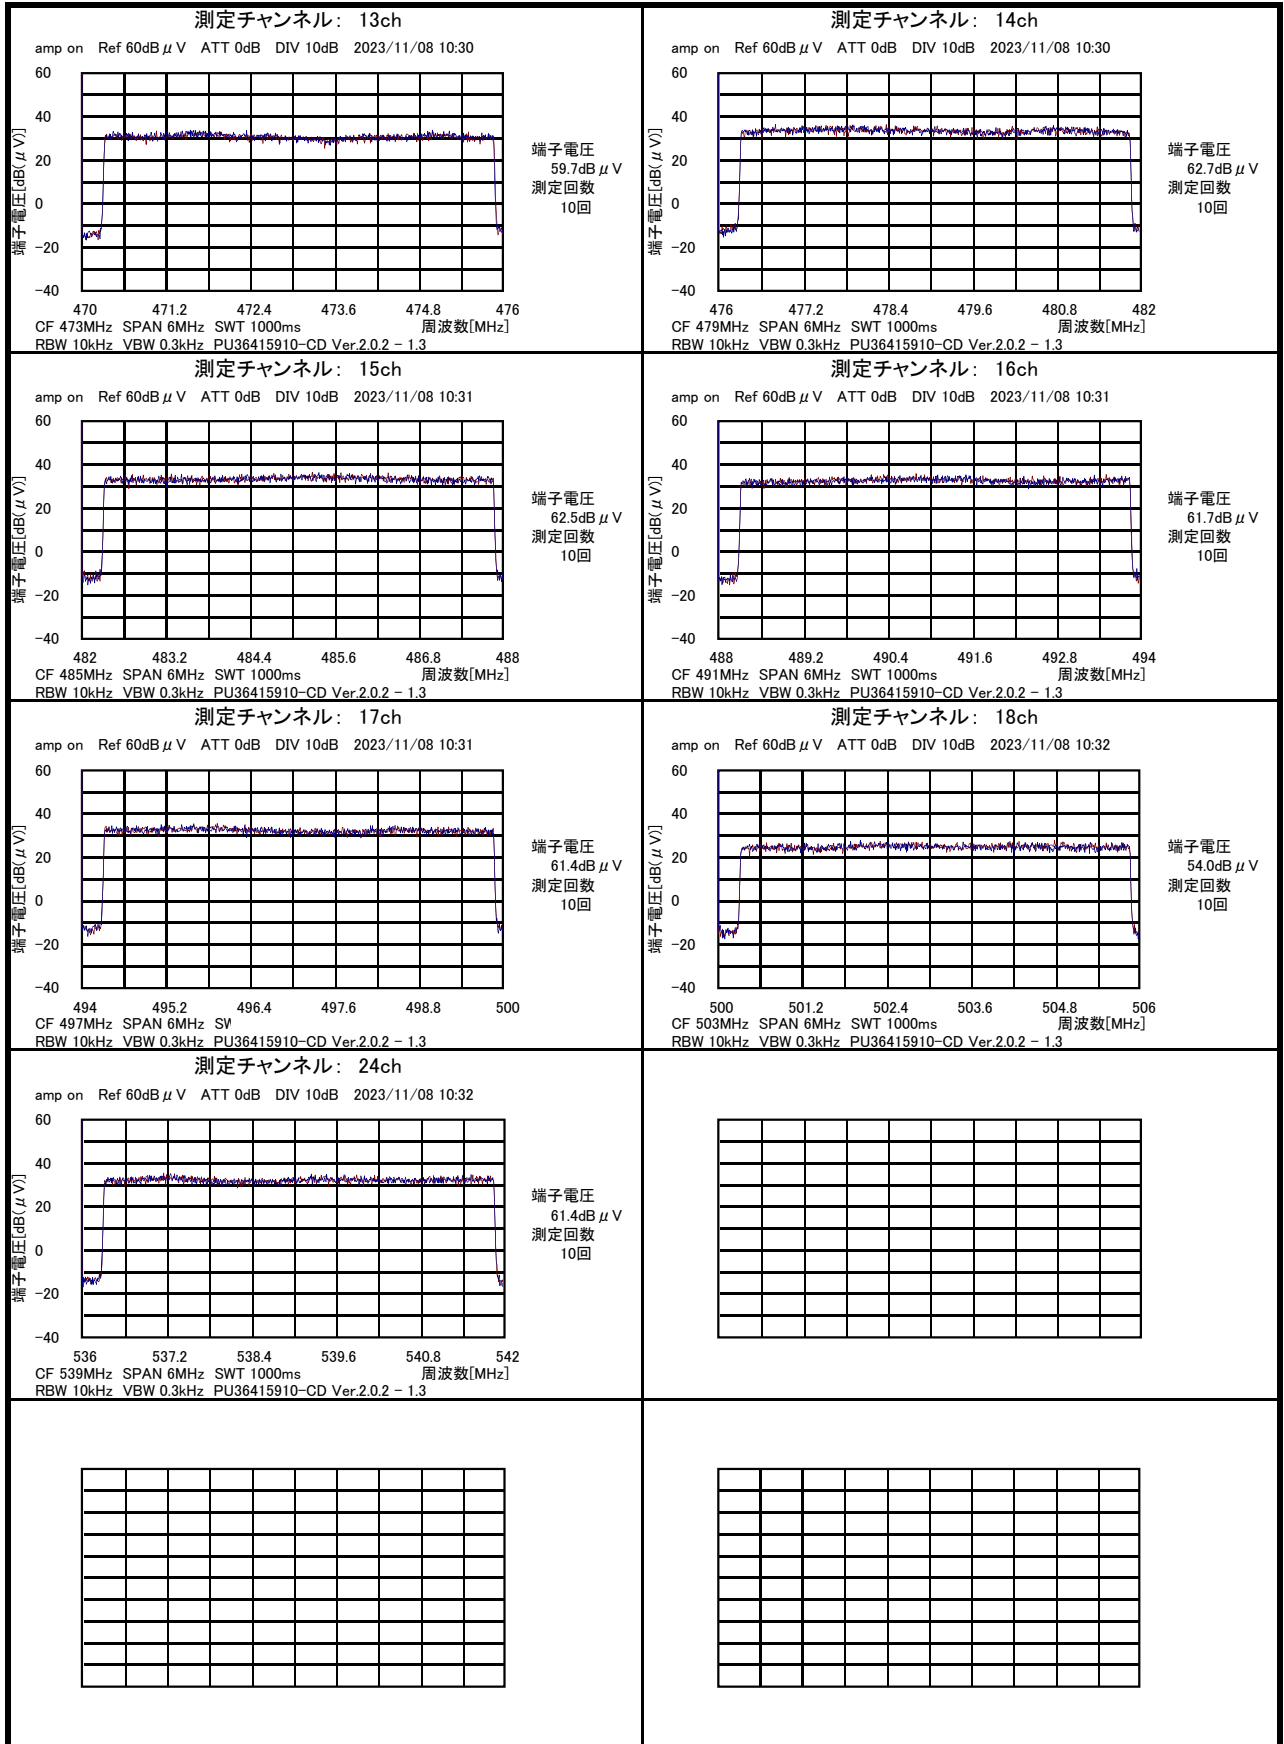 測定チャンネル： 13ch
amp on Ref 60dBμV ATT 0dB DIV 10dB 2023/11/08 10:30
60
40
20
0
-20
-40
端子電圧[dB(μV)]
端子電圧
59.7dBμV
測定回数
10回
470 471.2 472.4 473.6 474.8 476
CF 473MHz SPAN 6MHz SWT 1000ms 周波数[MHz]
RBW 10kHz VBW 0.3kHz PU36415910-CD Ver.2.0.2 - 1.3
測定チャンネル： 14ch
amp on Ref 60dBμV ATT 0dB DIV 10dB 2023/11/08 10:30
60
40
20
0
-20
-40
端子電圧[dB(μV)]
端子電圧
62.7dBμV
測定回数
10回
476 477.2 478.4 479.6 480.8 482
CF 479MHz SPAN 6MHz SWT 1000ms 周波数[MHz]
RBW 10kHz VBW 0.3kHz PU36415910-CD Ver.2.0.2 - 1.3
測定チャンネル： 15ch
amp on Ref 60dBμV ATT 0dB DIV 10dB 2023/11/08 10:31
60
40
20
0
-20
-40
端子電圧[dB(μV)]
端子電圧
62.5dBμV
測定回数
10回
482 483.2 484.4 485.6 486.8 488
CF 485MHz SPAN 6MHz SWT 1000ms 周波数[MHz]
RBW 10kHz VBW 0.3kHz PU36415910-CD Ver.2.0.2 - 1.3
測定チャンネル： 16ch
amp on Ref 60dBμV ATT 0dB DIV 10dB 2023/11/08 10:31
60
40
20
0
-20
-40
端子電圧[dB(μV)]
端子電圧
61.7dBμV
測定回数
10回
488 489.2 490.4 491.6 492.8 494
CF 491MHz SPAN 6MHz SWT 1000ms 周波数[MHz]
RBW 10kHz VBW 0.3kHz PU36415910-CD Ver.2.0.2 - 1.3
測定チャンネル： 17ch
amp on Ref 60dBμV ATT 0dB DIV 10dB 2023/11/08 10:31
60
40
20
0
-20
-40
端子電圧[dB(μV)]
端子電圧
61.4dBμV
測定回数
10回
494 495.2 496.4 497.6 498.8 500
CF 497MHz SPAN 6MHz SW
RBW 10kHz VBW 0.3kHz PU36415910-CD Ver.2.0.2 - 1.3
測定チャンネル： 18ch
amp on Ref 60dBμV ATT 0dB DIV 10dB 2023/11/08 10:32
60
40
20
0
-20
-40
端子電圧[dB(μV)]
端子電圧
54.0dBμV
測定回数
10回
500 501.2 502.4 503.6 504.8 506
CF 503MHz SPAN 6MHz SWT 1000ms 周波数[MHz]
RBW 10kHz VBW 0.3kHz PU36415910-CD Ver.2.0.2 - 1.3
測定チャンネル： 24ch
amp on Ref 60dBμV ATT 0dB DIV 10dB 2023/11/08 10:32
60
40
20
0
-20
-40
端子電圧[dB(μV)]
端子電圧
61.4dBμV
測定回数
10回
536 537.2 538.4 539.6 540.8 542
CF 539MHz SPAN 6MHz SWT 1000ms 周波数[MHz]
RBW 10kHz VBW 0.3kHz PU36415910-CD Ver.2.0.2 - 1.3